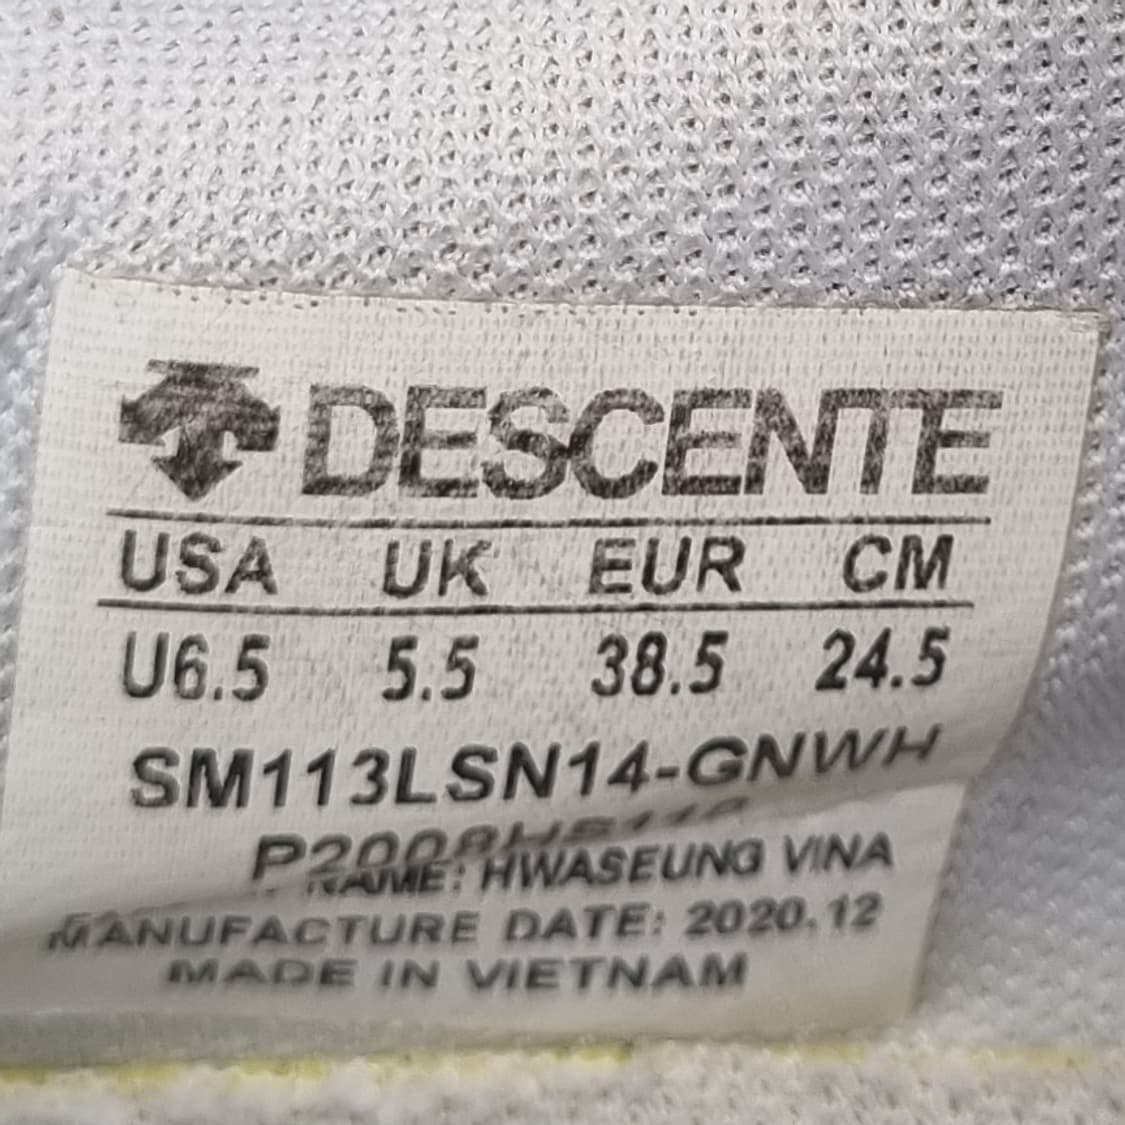 DESCENTE
USA UK EUR CM
U6.5 5.5 38.5 24.5
SM113LSN14-GNWH
NAME: HWASEUNG VINA
MANUFACTURE DATE: 2020.12
MADE IN VIETNAM